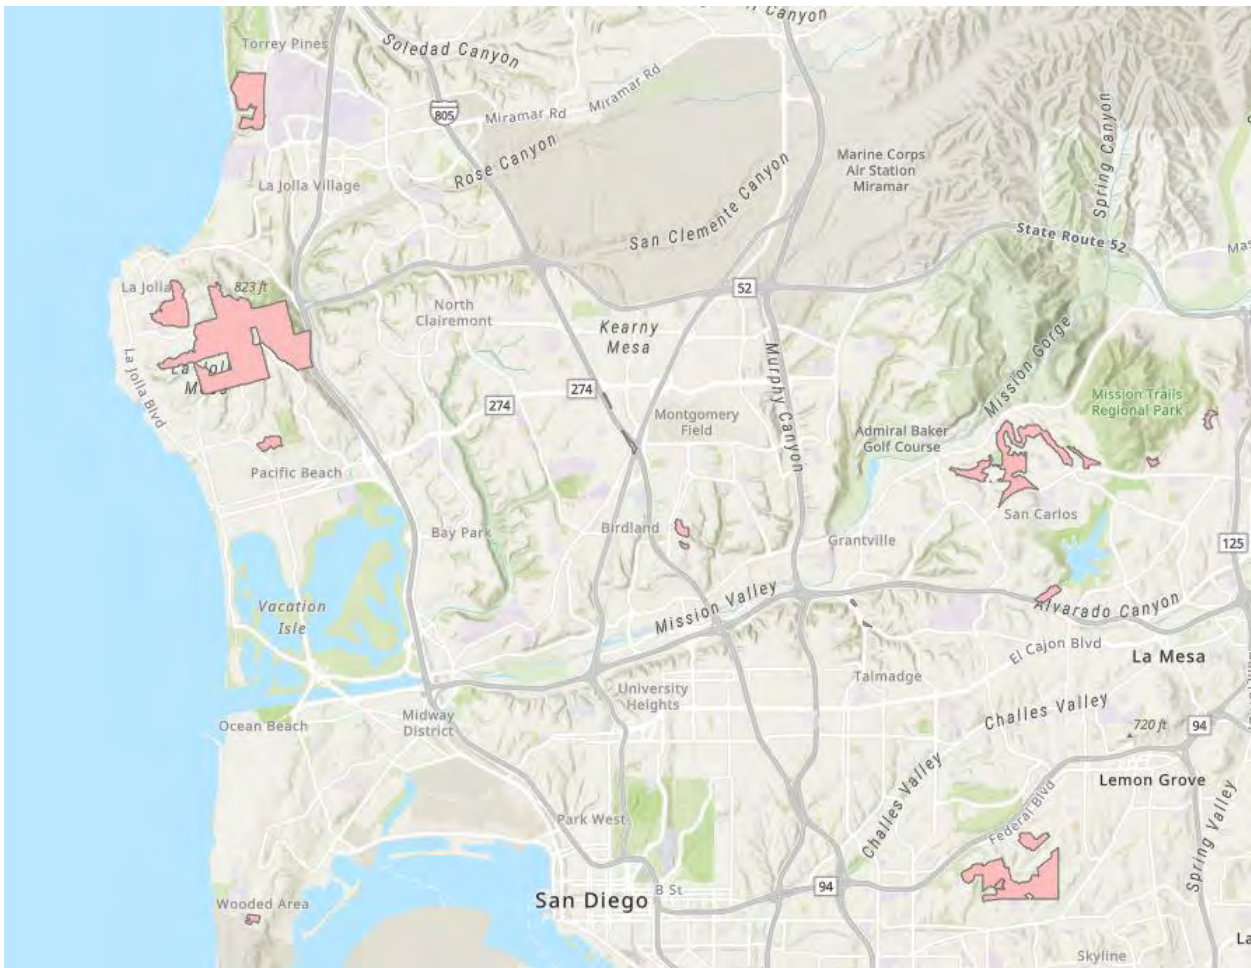 Canyon
Torrey Pines
Soledad Canyon
805
Miramar Rd
Miramar Rd
Rose Canyon
Marine Corps
Air Station
Miramar
Spring Canyon
La Jolla Village
San Clemente Canyon
State Route 52
La Jolla
823 ft
52
North
Clairemont
Kearny
Mesa
Mission Gorge
La Jolla Blvd
Murphy Canyon
274
274
Mission Trails
Regional Park
Montgomery
Field
Admiral Baker
Golf Course
Pacific Beach
San Carlos
Bay Park
Birdland
Grantville
125
Vacation
Isle
Mission Valley
Alvarado Canyon
El Cajon Blvd
La Mesa
Talmadge
University
Heights
Ocean Beach
Midway
District
Challes Valley
720 ft
94
Challes Valley
Lemon Grove
Federal Blvd
Park West
Spring Valley
B St
94
San Diego
Wooded Area
Skyline